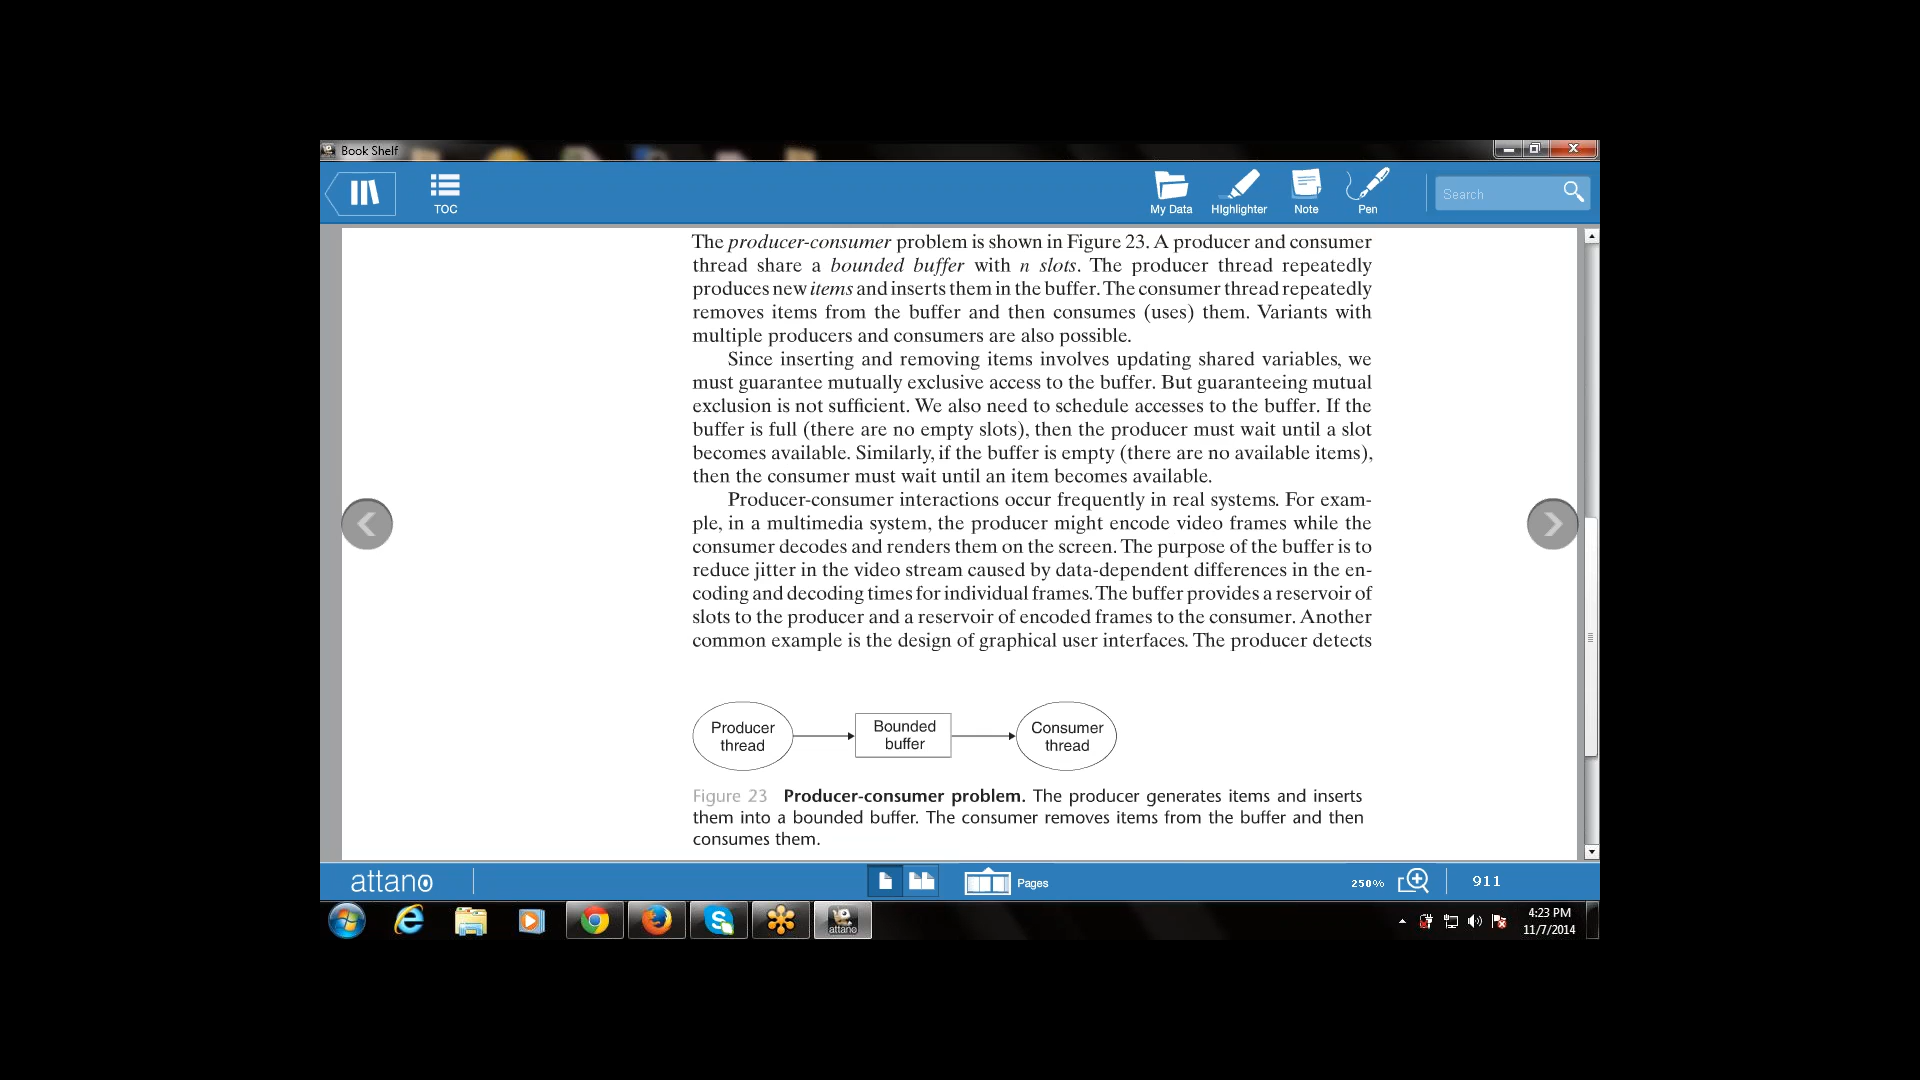 Book Shelf
TOC
My Data
HIghlighter
Note
Pen
Search
The producer-consumer problem is shown in Figure 23. A producer and consumer
thread share a bounded buffer with n slots. The producer thread repeatedly
produces new items and inserts them in the buffer. The consumer thread repeatedly
removes items from the buffer and then consumes (uses) them. Variants with
multiple producers and consumers are also possible.
Since inserting and removing items involves updating shared variables, we
must guarantee mutually exclusive access to the buffer. But guaranteeing mutual
exclusion is not sufficient. We also need to schedule accesses to the buffer. If the
buffer is full (there are no empty slots), then the producer must wait until a slot
becomes available. Similarly, if the buffer is empty (there are no available items),
then the consumer must wait until an item becomes available.
Producer-consumer interactions occur frequently in real systems. For exam-
ple, in a multimedia system, the producer might encode video frames while the
consumer decodes and renders them on the screen. The purpose of the buffer is to
reduce jitter in the video stream caused by data-dependent differences in the en-
coding and decoding times for individual frames. The buffer provides a reservoir of
slots to the producer and a reservoir of encoded frames to the consumer. Another
common example is the design of graphical user interfaces. The producer detects
Producer
thread
Bounded
buffer
Consumer
thread
Figure 23 Producer-consumer problem. The producer generates items and inserts
them into a bounded buffer. The consumer removes items from the buffer and then
consumes them.
attano
Pages
250%
911
attano
4:23 PM
11/7/2014